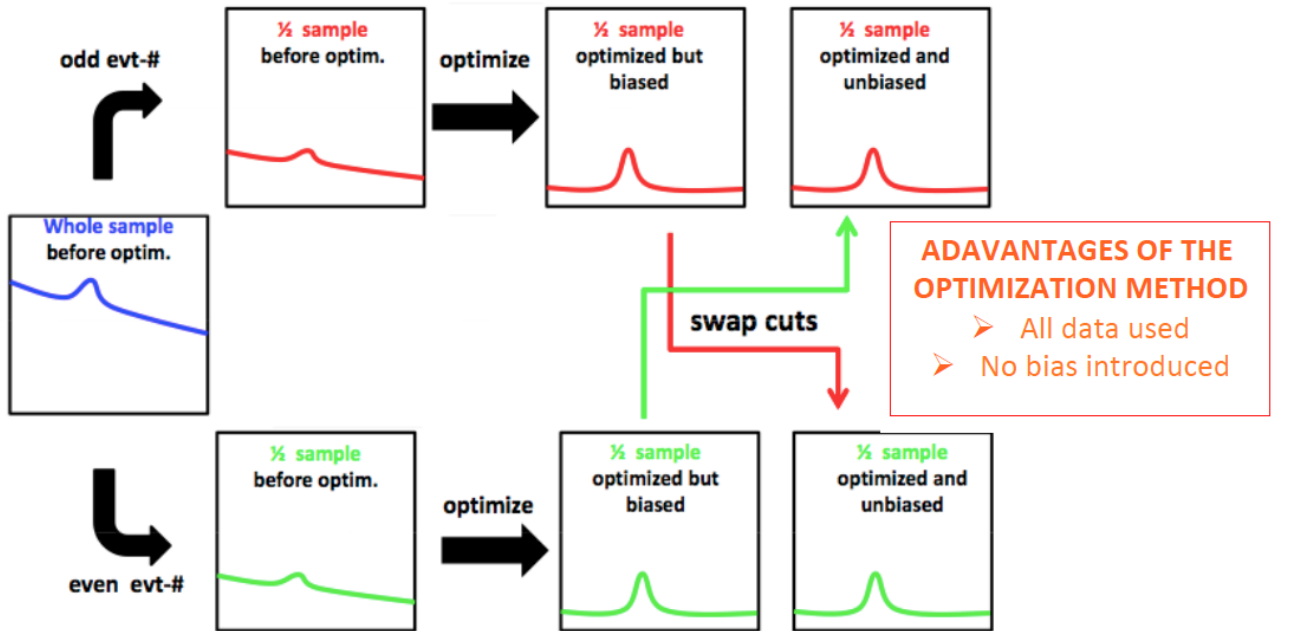 odd evt-#
½ sample
before optim.
optimize
½ sample
optimized but
biased
½ sample
optimized and
unbiased
Whole sample
before optim.
swap cuts
ADAVANTAGES OF THE
OPTIMIZATION METHOD
➢ All data used
➢ No bias introduced
even evt-#
½ sample
before optim.
optimize
½ sample
optimized but
biased
½ sample
optimized and
unbiased